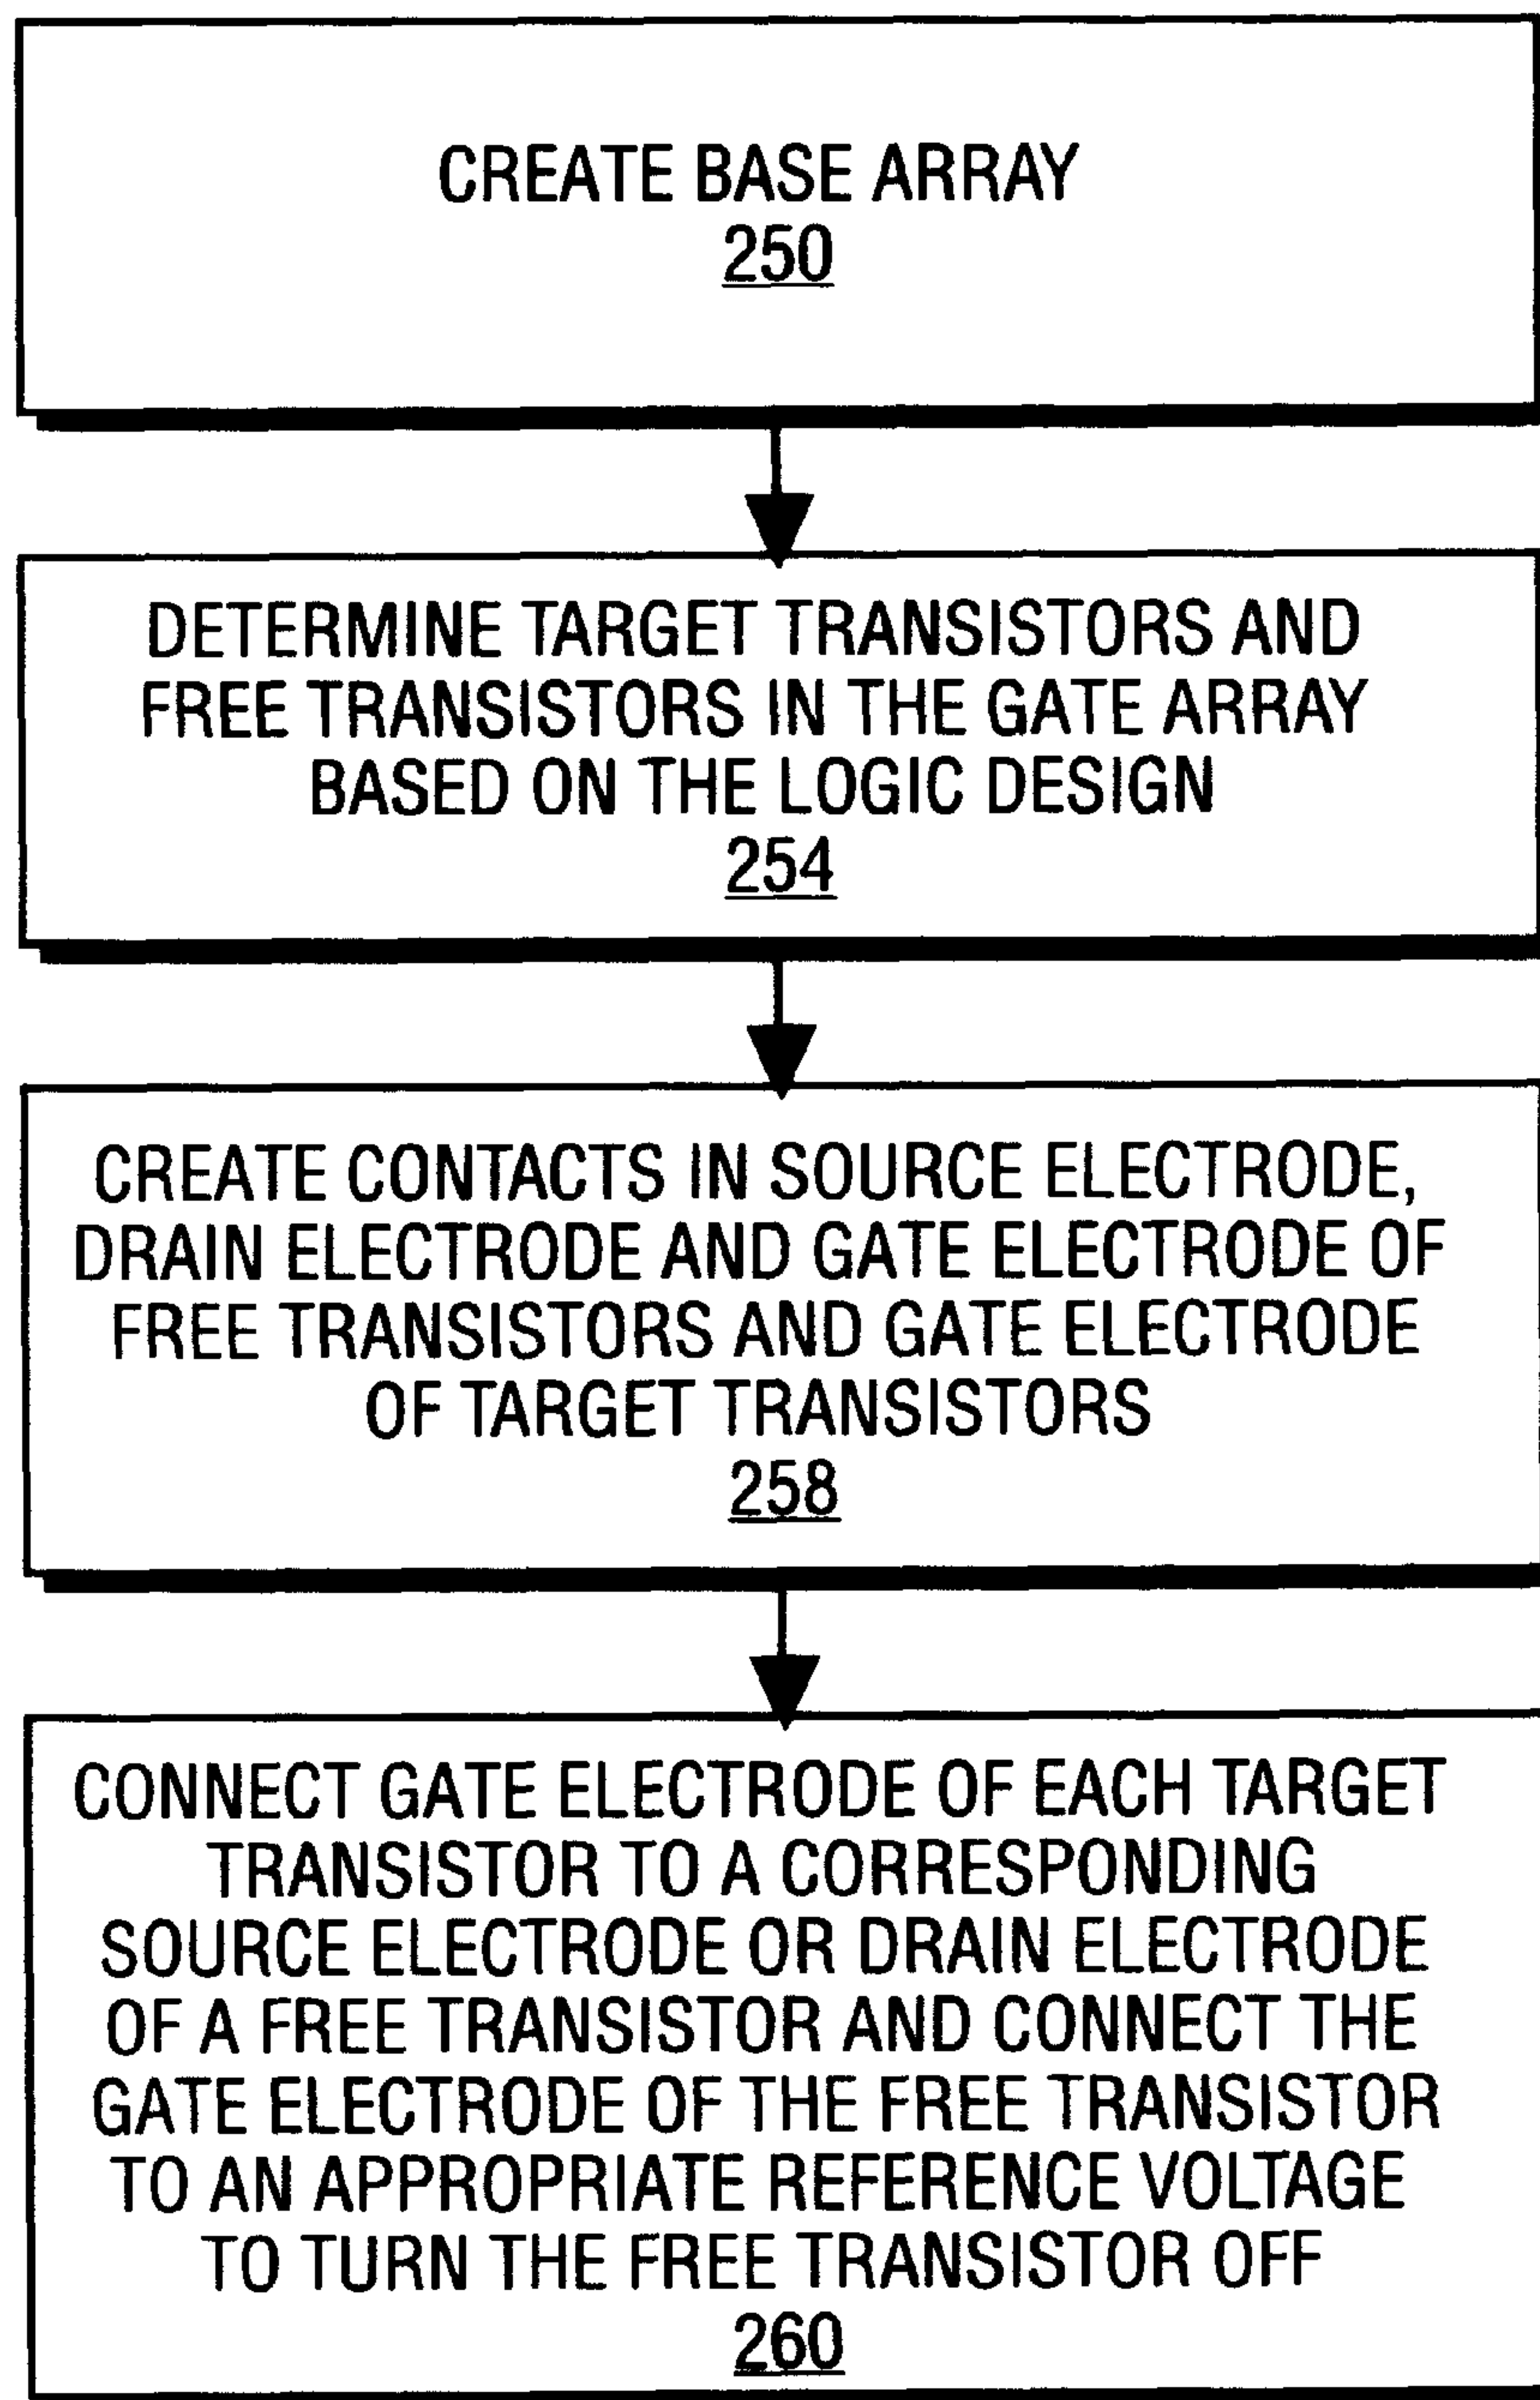 CREATE BASE ARRAY
250
DETERMINE TARGET TRANSISTORS AND
FREE TRANSISTORS IN THE GATE ARRAY
BASED ON THE LOGIC DESIGN
254
CREATE CONTACTS IN SOURCE ELECTRODE,
DRAIN ELECTRODE AND GATE ELECTRODE OF
FREE TRANSISTORS AND GATE ELECTRODE
OF TARGET TRANSISTORS
258
CONNECT GATE ELECTRODE OF EACH TARGET
TRANSISTOR TO A CORRESPONDING
SOURCE ELECTRODE OR DRAIN ELECTRODE
OF A FREE TRANSISTOR AND CONNECT THE
GATE ELECTRODE OF THE FREE TRANSISTOR
TO AN APPROPRIATE REFERENCE VOLTAGE
TO TURN THE FREE TRANSISTOR OFF
260